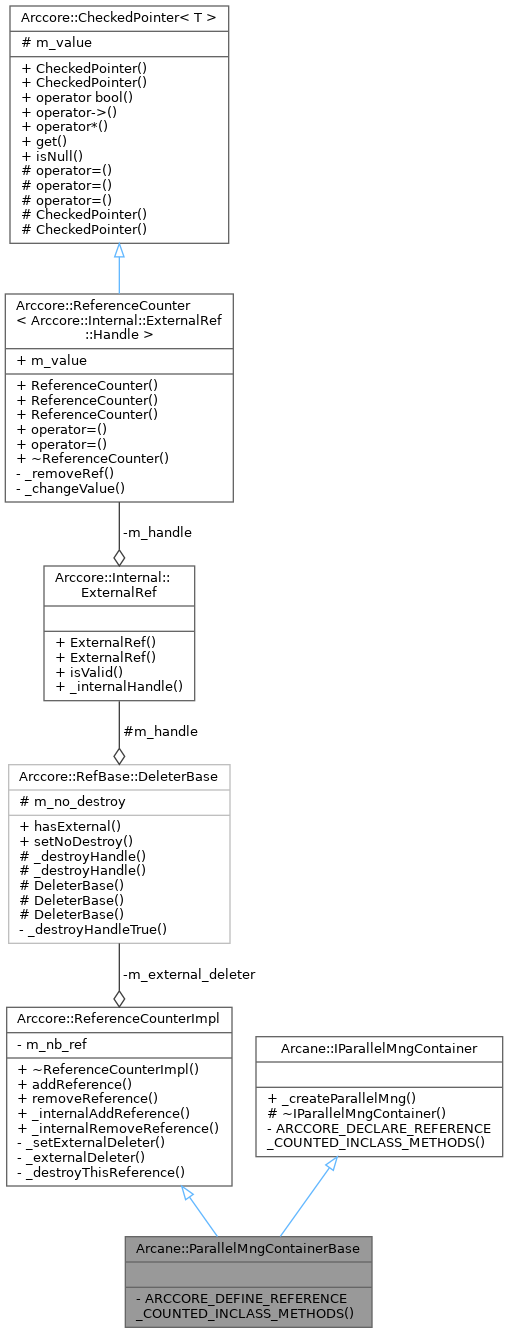 Arccore::CheckedPointer< T >
# m_value
+ CheckedPointer()
+ CheckedPointer()
+ operator bool()
+ operator->()
+ operator*()
+ get()
+ isNull()
# operator=()
# operator=()
# operator=()
# CheckedPointer()
# CheckedPointer()
Arccore::ReferenceCounter
< Arccore::Internal::ExternalRef
::Handle >
+ m_value
+ ReferenceCounter()
+ ReferenceCounter()
+ ReferenceCounter()
+ operator=()
+ operator=()
+ ~ReferenceCounter()
- _removeRef()
- _changeValue()
-m_handle
Arccore::Internal::
ExternalRef
+ ExternalRef()
+ ExternalRef()
+ isValid()
+ _internalHandle()
#m_handle
Arccore::RefBase::DeleterBase
# m_no_destroy
+ hasExternal()
+ setNoDestroy()
# _destroyHandle()
# _destroyHandle()
# DeleterBase()
# DeleterBase()
# DeleterBase()
- _destroyHandleTrue()
-m_external_deleter
Arccore::ReferenceCounterImpl
- m_nb_ref
+ ~ReferenceCounterImpl()
+ addReference()
+ removeReference()
+ _internalAddReference()
+ _internalRemoveReference()
- _setExternalDeleter()
- _externalDeleter()
- _destroyThisReference()
Arcane::IParallelMngContainer
+ _createParallelMng()
# ~IParallelMngContainer()
- ARCCORE_DECLARE_REFERENCE
_COUNTED_INCLASS_METHODS()
Arcane::ParallelMngContainerBase
- ARCCORE_DEFINE_REFERENCE
_COUNTED_INCLASS_METHODS()